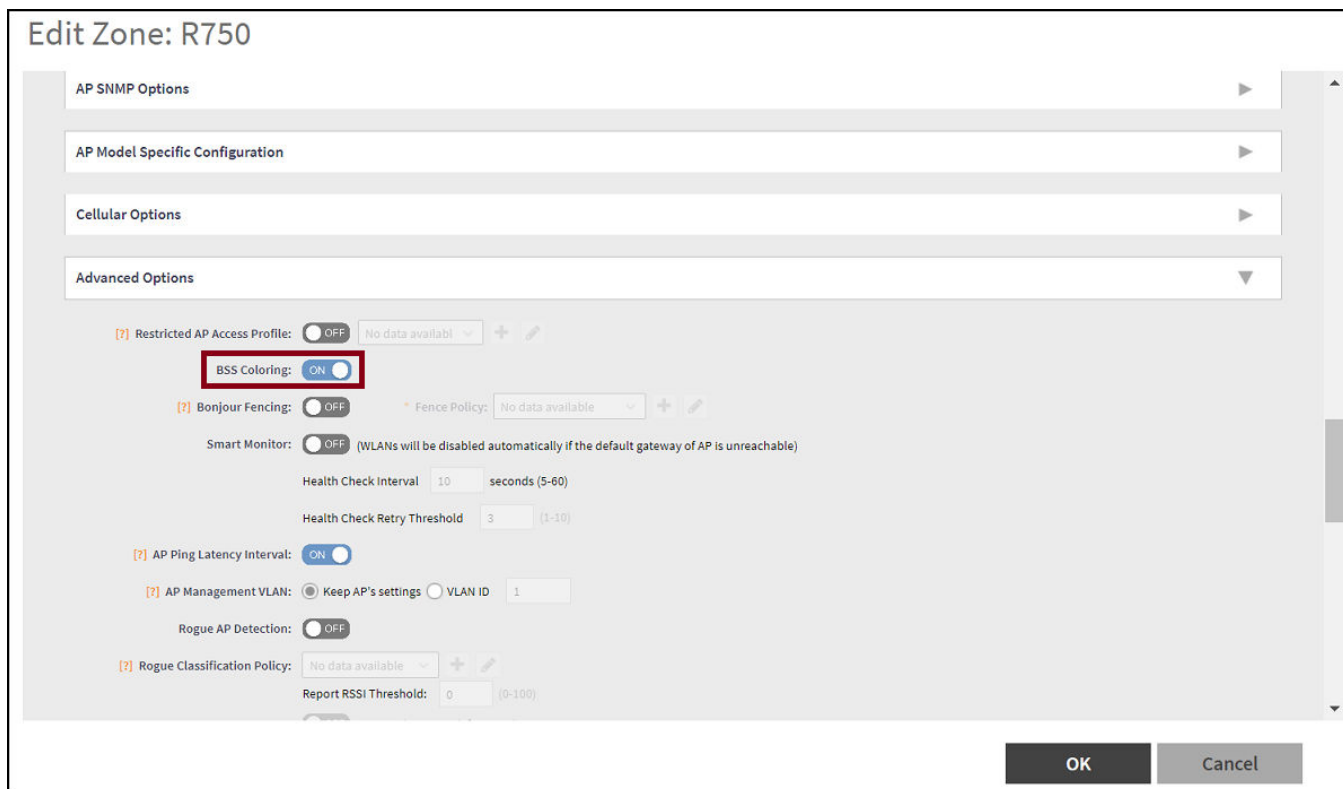 Edit Zone: R750
AP SNMP Options
AP Model Specific Configuration
Cellular Options
Advanced Options
[?] Restricted AP Access Profile: OFF No data availabl
BSS Coloring: ON
[?] Bonjour Fencing: OFF * Fence Policy: No data available
Smart Monitor: OFF (WLANs will be disabled automatically if the default gateway of AP is unreachable)
Health Check Interval 10 seconds (5-60)
Health Check Retry Threshold 3 (1-10)
[?] AP Ping Latency Interval: ON
[?] AP Management VLAN: Keep AP's settings VLAN ID 1
Rogue AP Detection: OFF
[?] Rogue Classification Policy: No data available
Report RSSI Threshold: 0 (0-100)
OK Cancel